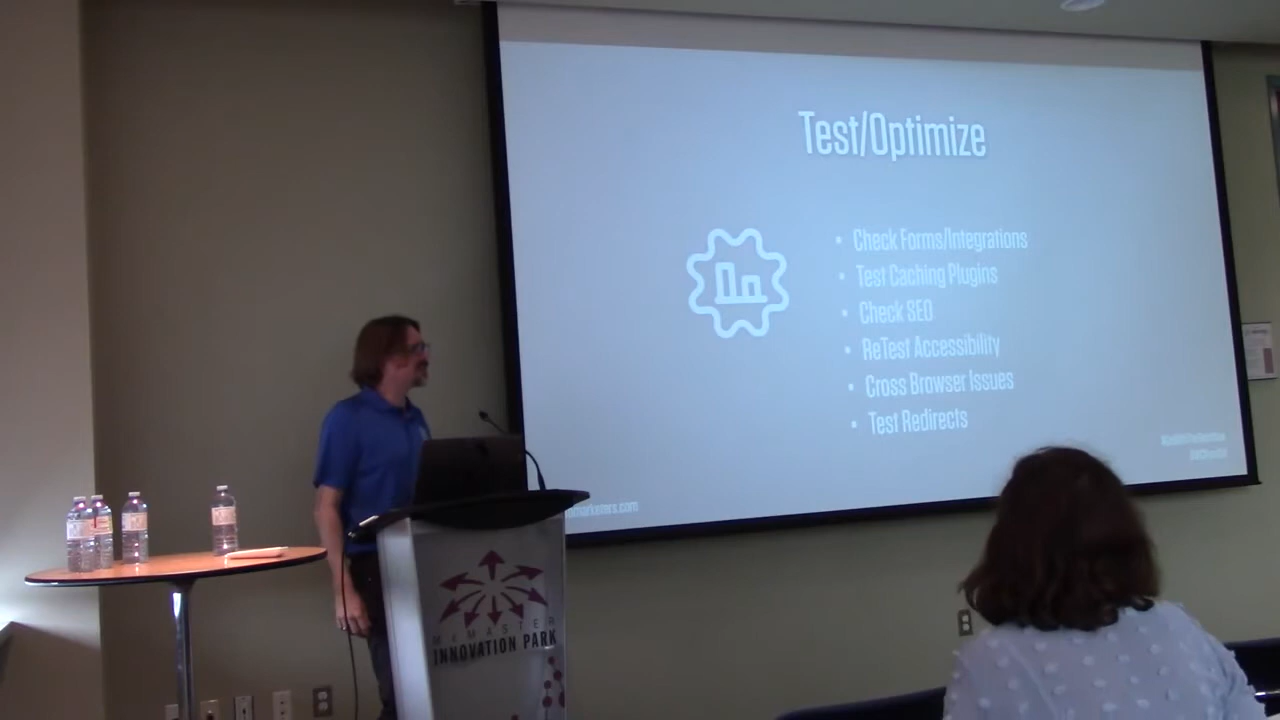 Test/Optimize
• Check Forms/Integrations
• Test Caching Plugins
• Check SEO
• ReTest Accessibility
• Cross Browser Issues
• Test Redirects
McMASTER
INNOVATION PARK